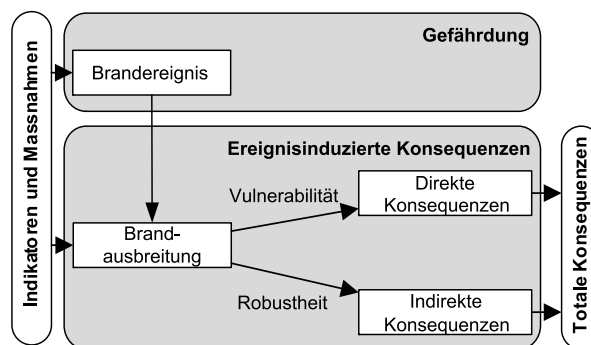 Indikatoren und Massnahmen
Gefährdung
Brandereignis
Ereignisinduzierte Konsequenzen
Vulnerabilität
Direkte
Konsequenzen
Brand-
ausbreitung
Robustheit
Indirekte
Konsequenzen
Totale Konsequenzen